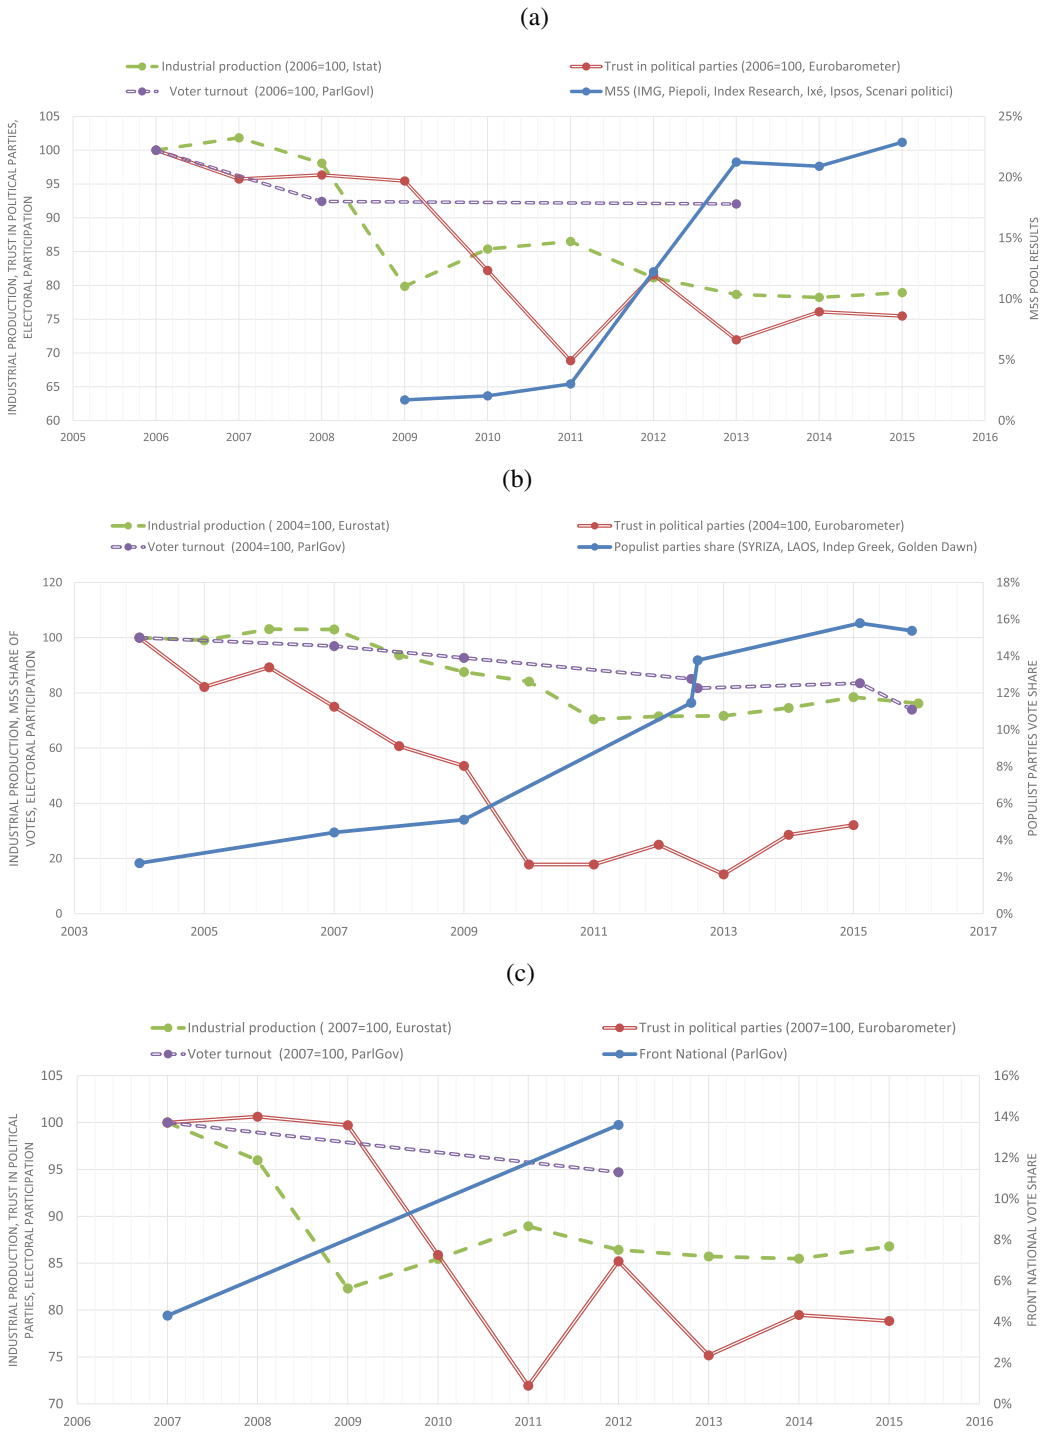 (a)
Industrial production (2006=100, Istat)
Trust in political parties (2006=100, Eurobarometer)
Voter turnout (2006=100, ParlGovl)
M5S (IMG, Piepoli, Index Research, Ixé, Ipsos, Scenari politici)
INDUSTRIAL PRODUCTION, TRUST IN POLITICAL PARTIES,
ELECTORAL PARTICIPATION
105
100
95
90
85
80
75
70
65
60
25%
20%
15%
10%
5%
0%
M5S POOL RESULTS
2005 2006 2007 2008 2009 2010 2011 2012 2013 2014 2015 2016
(b)
Industrial production ( 2004=100, Eurostat)
Trust in political parties (2004=100, Eurobarometer)
Voter turnout (2004=100, ParlGov)
Populist parties share (SYRIZA, LAOS, Indep Greek, Golden Dawn)
INDUSTRIAL PRODUCTION, M5S SHARE OF
VOTES, ELECTORAL PARTICIPATION
120
100
80
60
40
20
0
18%
16%
14%
12%
10%
8%
6%
4%
2%
0%
POPULIST PARTIES VOTE SHARE
2003 2005 2007 2009 2011 2013 2015 2017
(c)
Industrial production ( 2007=100, Eurostat)
Trust in political parties (2007=100, Eurobarometer)
Voter turnout (2007=100, ParlGov)
Front National (ParlGov)
INDUSTRIAL PRODUCTION, TRUST IN POLITICAL
PARTIES, ELECTORAL PARTICIPATION
105
100
95
90
85
80
75
70
16%
14%
12%
10%
8%
6%
4%
2%
0%
FRONT NATIONAL VOTE SHARE
2006 2007 2008 2009 2010 2011 2012 2013 2014 2015 2016